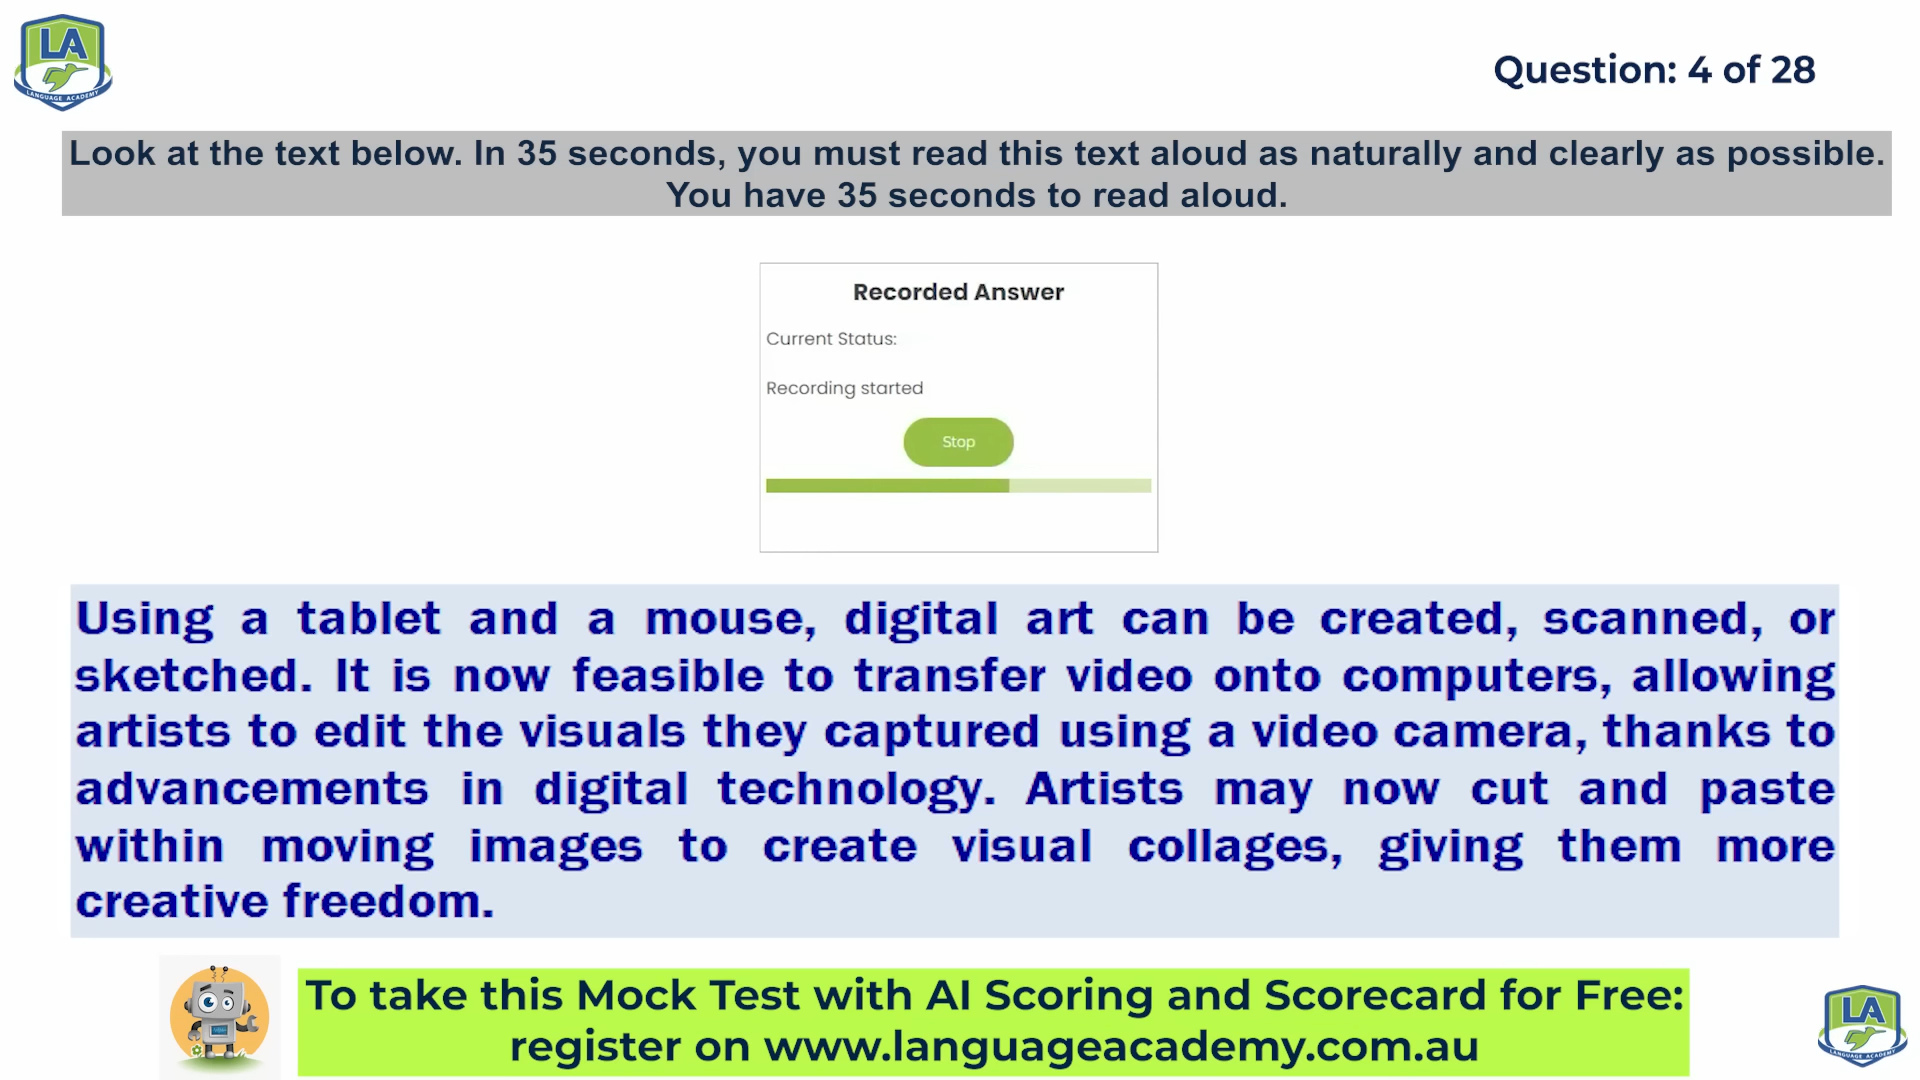 LA
LANGUAGE ACADEMY
Question: 4 of 28
Look at the text below. In 35 seconds, you must read this text aloud as naturally and clearly as possible.
You have 35 seconds to read aloud.
Recorded Answer
Current Status:
Recording started
Stop
Using a tablet and a mouse, digital art can be created, scanned, or
sketched. It is now feasible to transfer video onto computers, allowing
artists to edit the visuals they captured using a video camera, thanks to
advancements in digital technology. Artists may now cut and paste
within moving images to create visual collages, giving them more
creative freedom.
To take this Mock Test with AI Scoring and Scorecard for Free:
register on www.languageacademy.com.au
LA
LANGUAGE ACADEMY